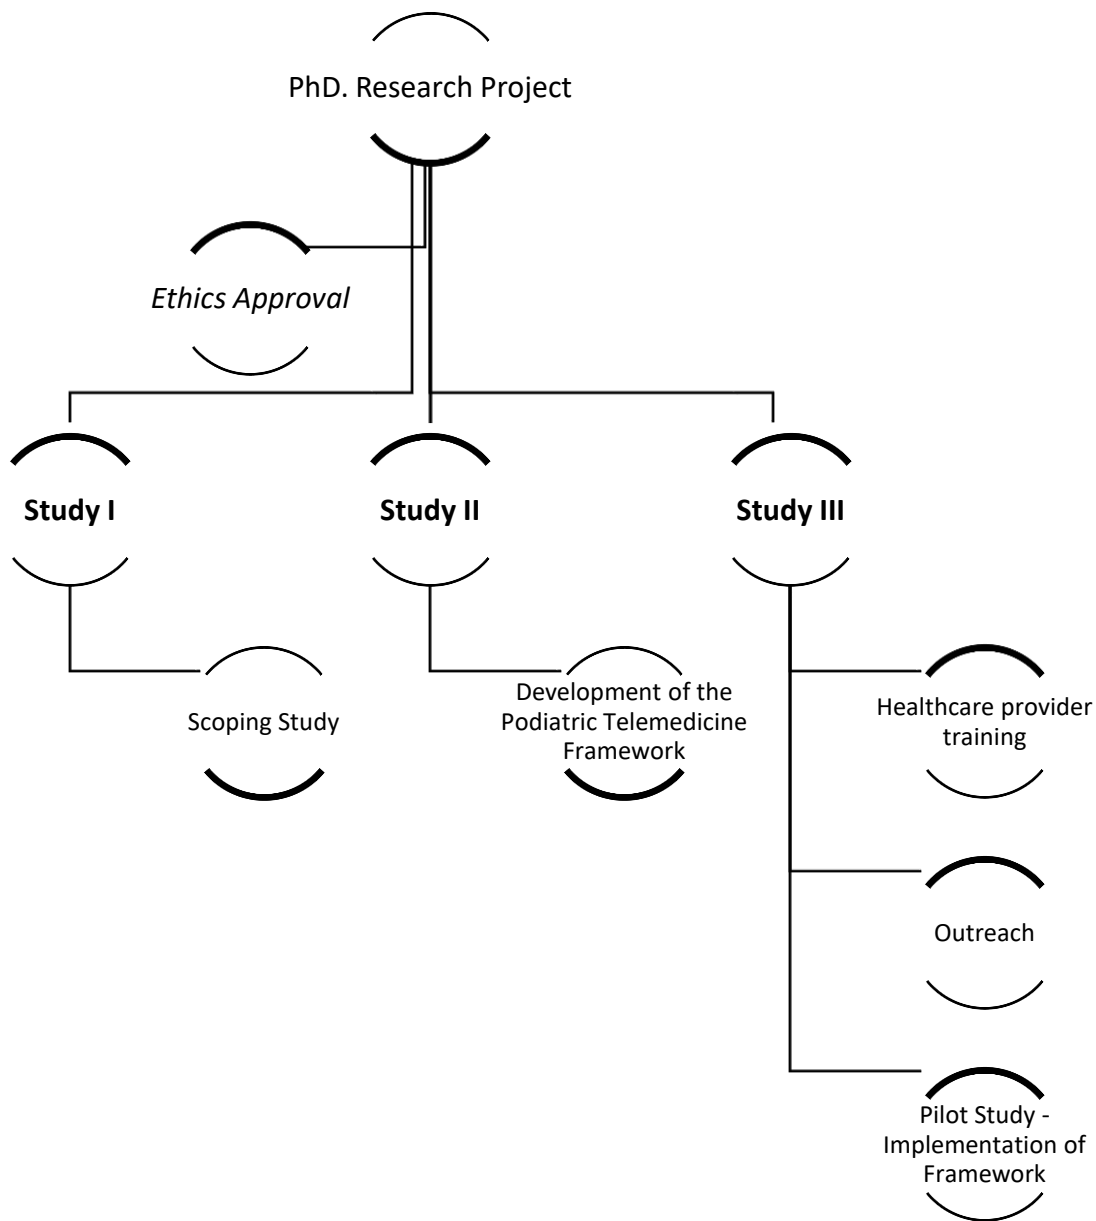 PhD. Research Project
Ethics Approval
Study I
Study II
Study III
Scoping Study
Development of the
Podiatric Telemedicine
Framework
Healthcare provider
training
Outreach
Pilot Study -
Implementation of
Framework